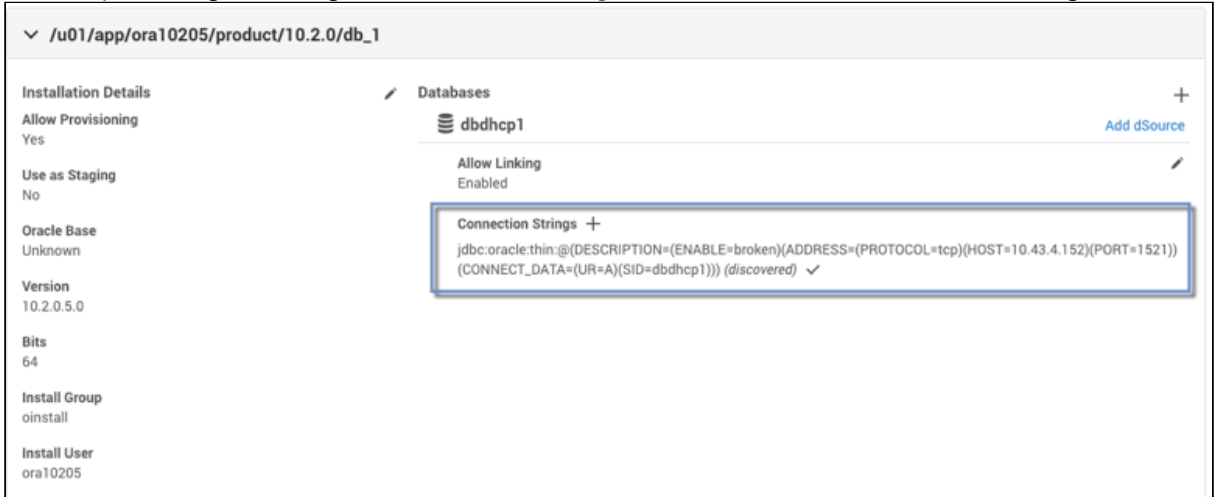 /u01/app/ora10205/product/10.2.0/db_1
Installation Details
Allow Provisioning
Yes
Use as Staging
No
Oracle Base
Unknown
Version
10.2.0.5.0
Bits
64
Install Group
oinstall
Install User
ora10205
Databases
dbdhcp1
Add dSource
Allow Linking
Enabled
Connection Strings +
jdbc:oracle:thin:@(DESCRIPTION=(ENABLE=broken)(ADDRESS=(PROTOCOL=tcp)(HOST=10.43.4.152)(PORT=1521))
(CONNECT_DATA=(UR=A)(SID=dbdhcp1))) (discovered) ✓